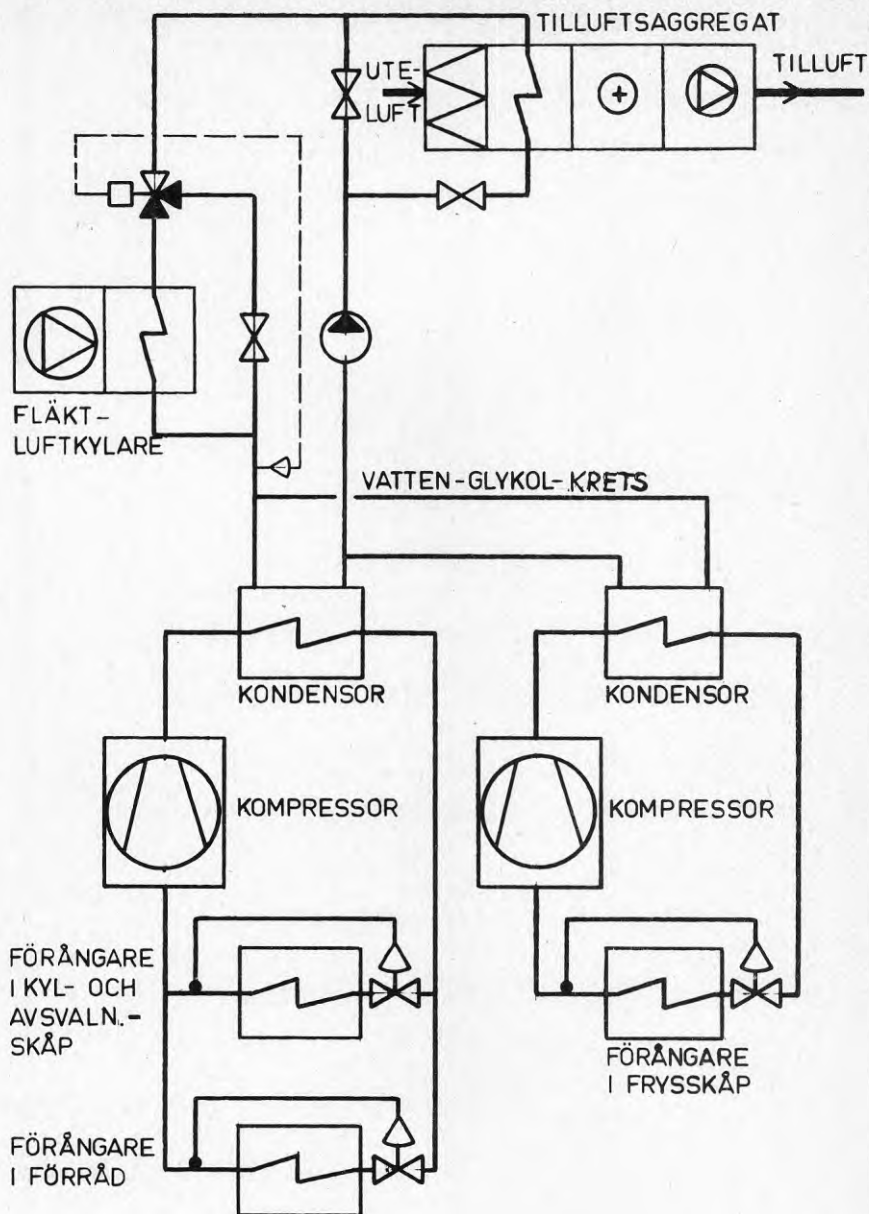 TILLUFTSAGGREGAT
UTE-
LUFT
TILLUFT
FLÄKT-
LUFTKYLARE
VATTEN-GLYKOL-KRETS
KONDENSOR
KONDENSOR
KOMPRESSOR
KOMPRESSOR
FÖRÅNGARE
I KYL- OCH
AVSVALN.-
SKÅP
FÖRÅNGARE
I FRYSSKÅP
FÖRÅNGARE
I FÖRRÅD